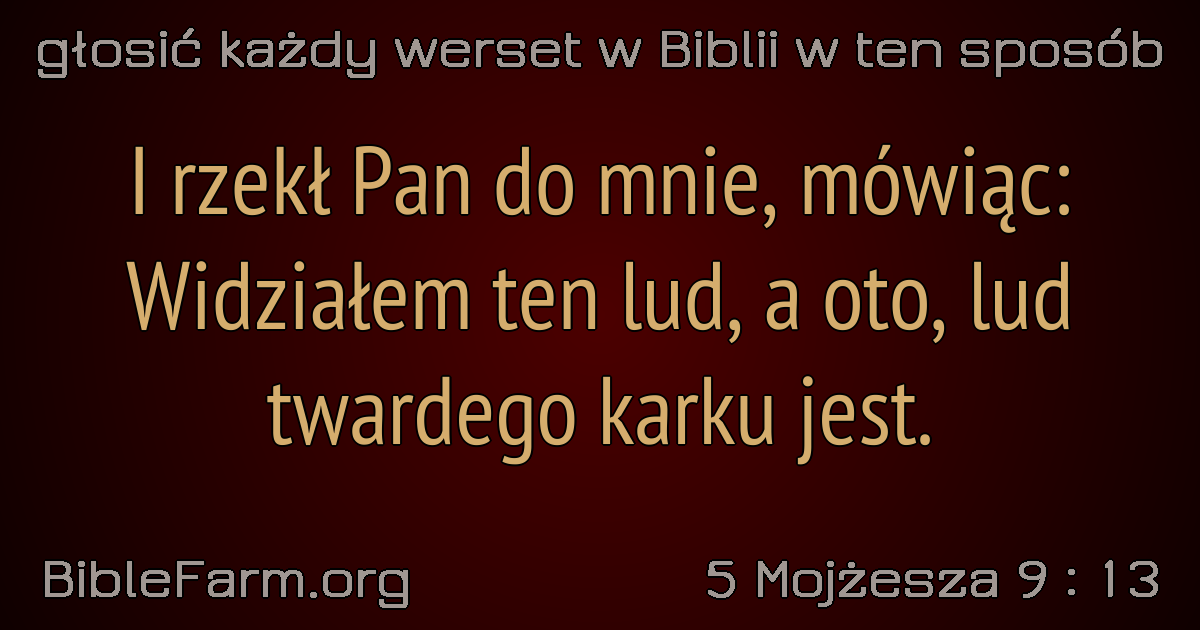 głosić każdy werset w Biblii w ten sposób
I rzekł Pan do mnie, mówiąc:
Widziałem ten lud, a oto, lud
twardego karku jest.
BibleFarm.org
5 Mojżesza 9 : 13